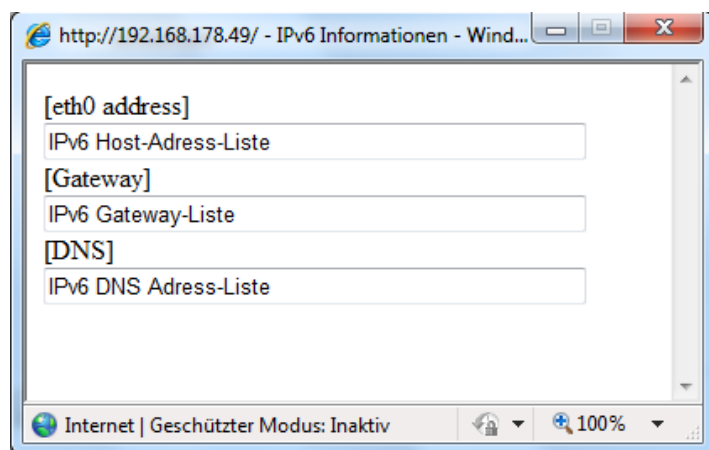 http://192.168.178.49/ - IPv6 Informationen - Wind...
[eth0 address]
IPv6 Host-Adress-Liste
[Gateway]
IPv6 Gateway-Liste
[DNS]
IPv6 DNS Adress-Liste
Internet | Geschützter Modus: Inaktiv
100%